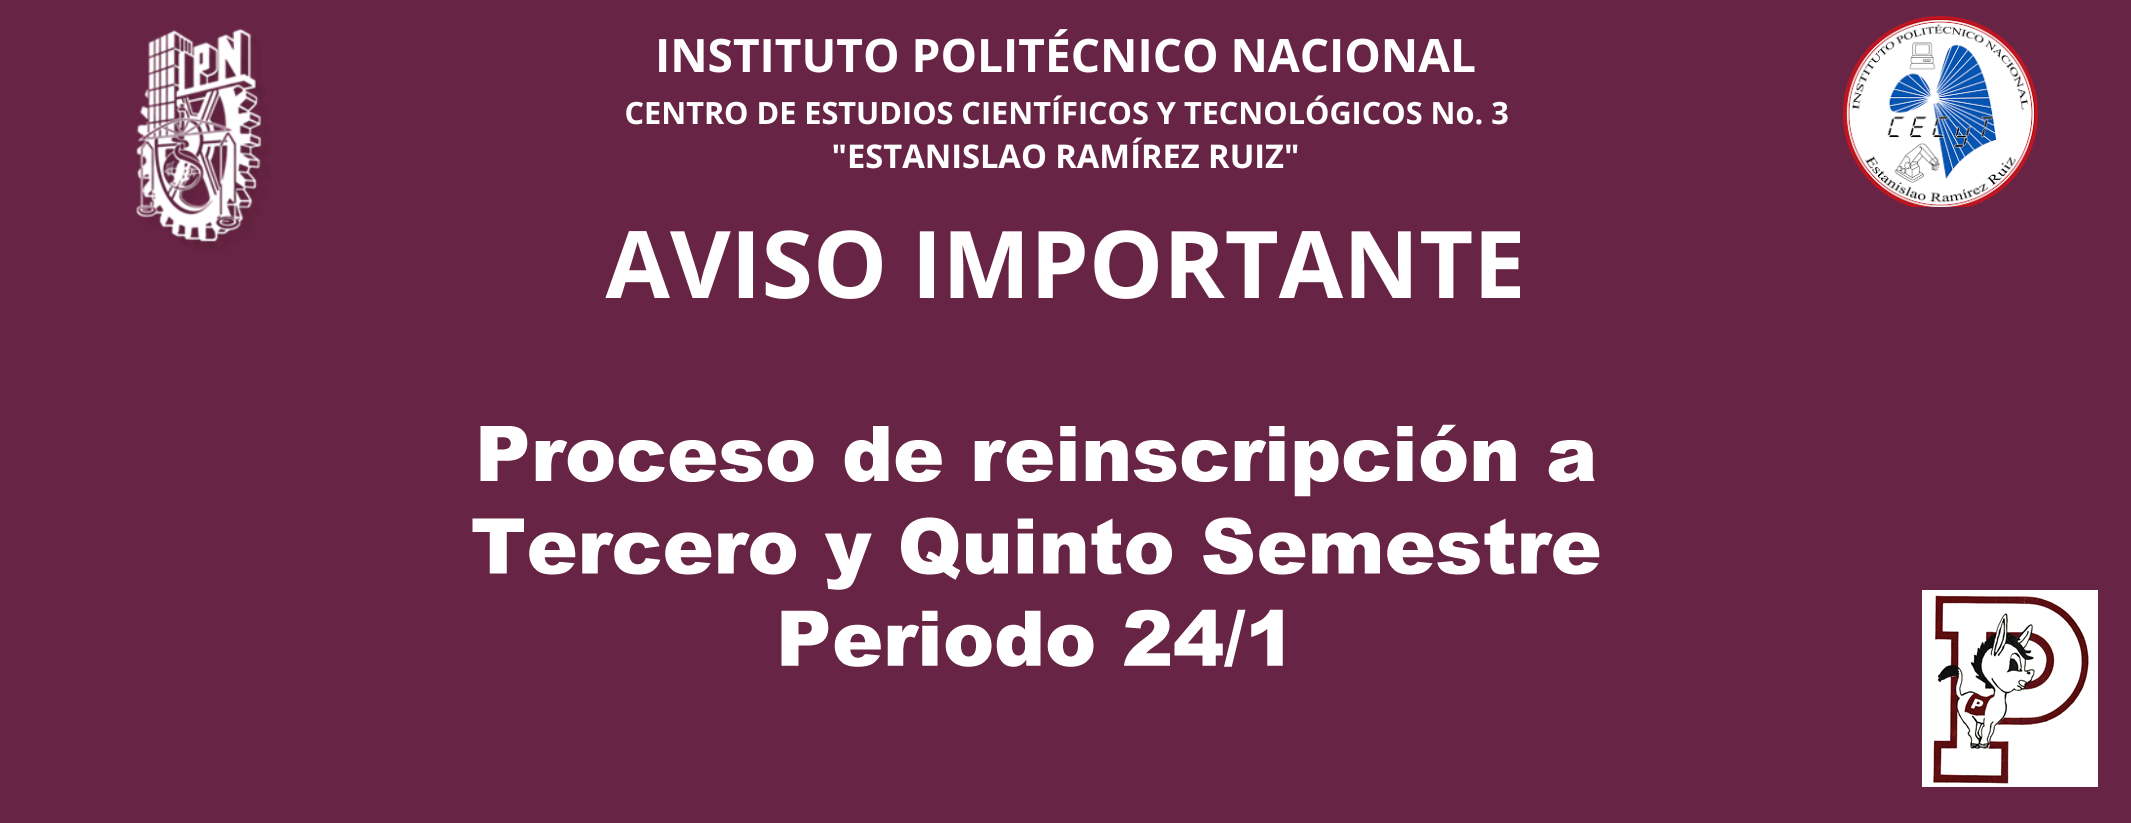 IPN
INSTITUTO POLITÉCNICO NACIONAL
CENTRO DE ESTUDIOS CIENTÍFICOS Y TECNOLÓGICOS No. 3
"ESTANISLAO RAMÍREZ RUIZ"
INSTITUTO POLITÉCNICO NACIONAL
CECyT
Estanislao Ramírez Ruiz
AVISO IMPORTANTE
Proceso de reinscripción a
Tercero y Quinto Semestre
Periodo 24/1
P
P